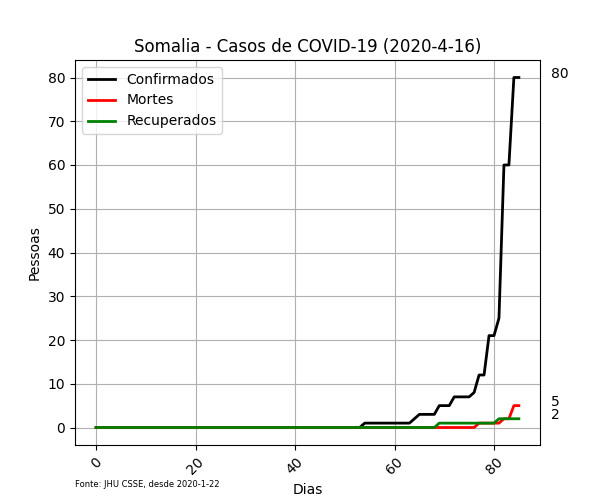 Somalia - Casos de COVID-19 (2020-4-16)
Confirmados
Mortes
Recuperados
80
70
60
50
40
30
20
10
0
Pessoas
80
5
2
0 20 40 60 80
Dias
Fonte: JHU CSSE, desde 2020-1-22